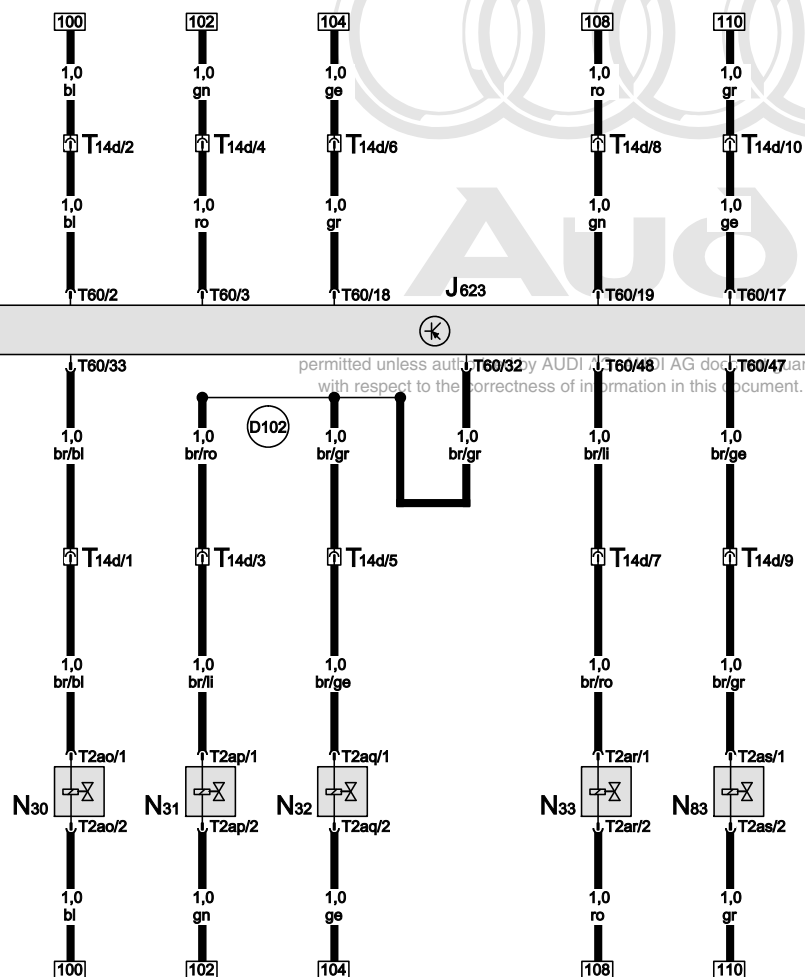 100 102 104 108 110
1,0 1,0 1,0 1,0 1,0
bl gn ge ro gr
T14d/2 T14d/4 T14d/6 T14d/8 T14d/10
1,0 1,0 1,0 1,0 1,0
bl ro gr gn ge
Aud
T60/2 T60/3 T60/18 J623 T60/19 T60/17
T60/33 T60/32 T60/48 T60/47
permitted unless by AUDI AUDI AG
with respect to the correctness of information in this document.
D102
1,0 1,0 1,0 1,0 1,0 1,0
br/bl br/ro br/gr br/gr br/li br/ge
T14d/1 T14d/3 T14d/5 T14d/7 T14d/9
1,0 1,0 1,0 1,0 1,0
br/bl br/li br/ge br/ro br/gr
T2ao/1 T2ap/1 T2aq/1 T2ar/1 T2as/1
N30 N31 N32 N33 N83
T2ao/2 T2ap/2 T2aq/2 T2ar/2 T2as/2
1,0 1,0 1,0 1,0 1,0
bl gn ge ro gr
100 102 104 108 110